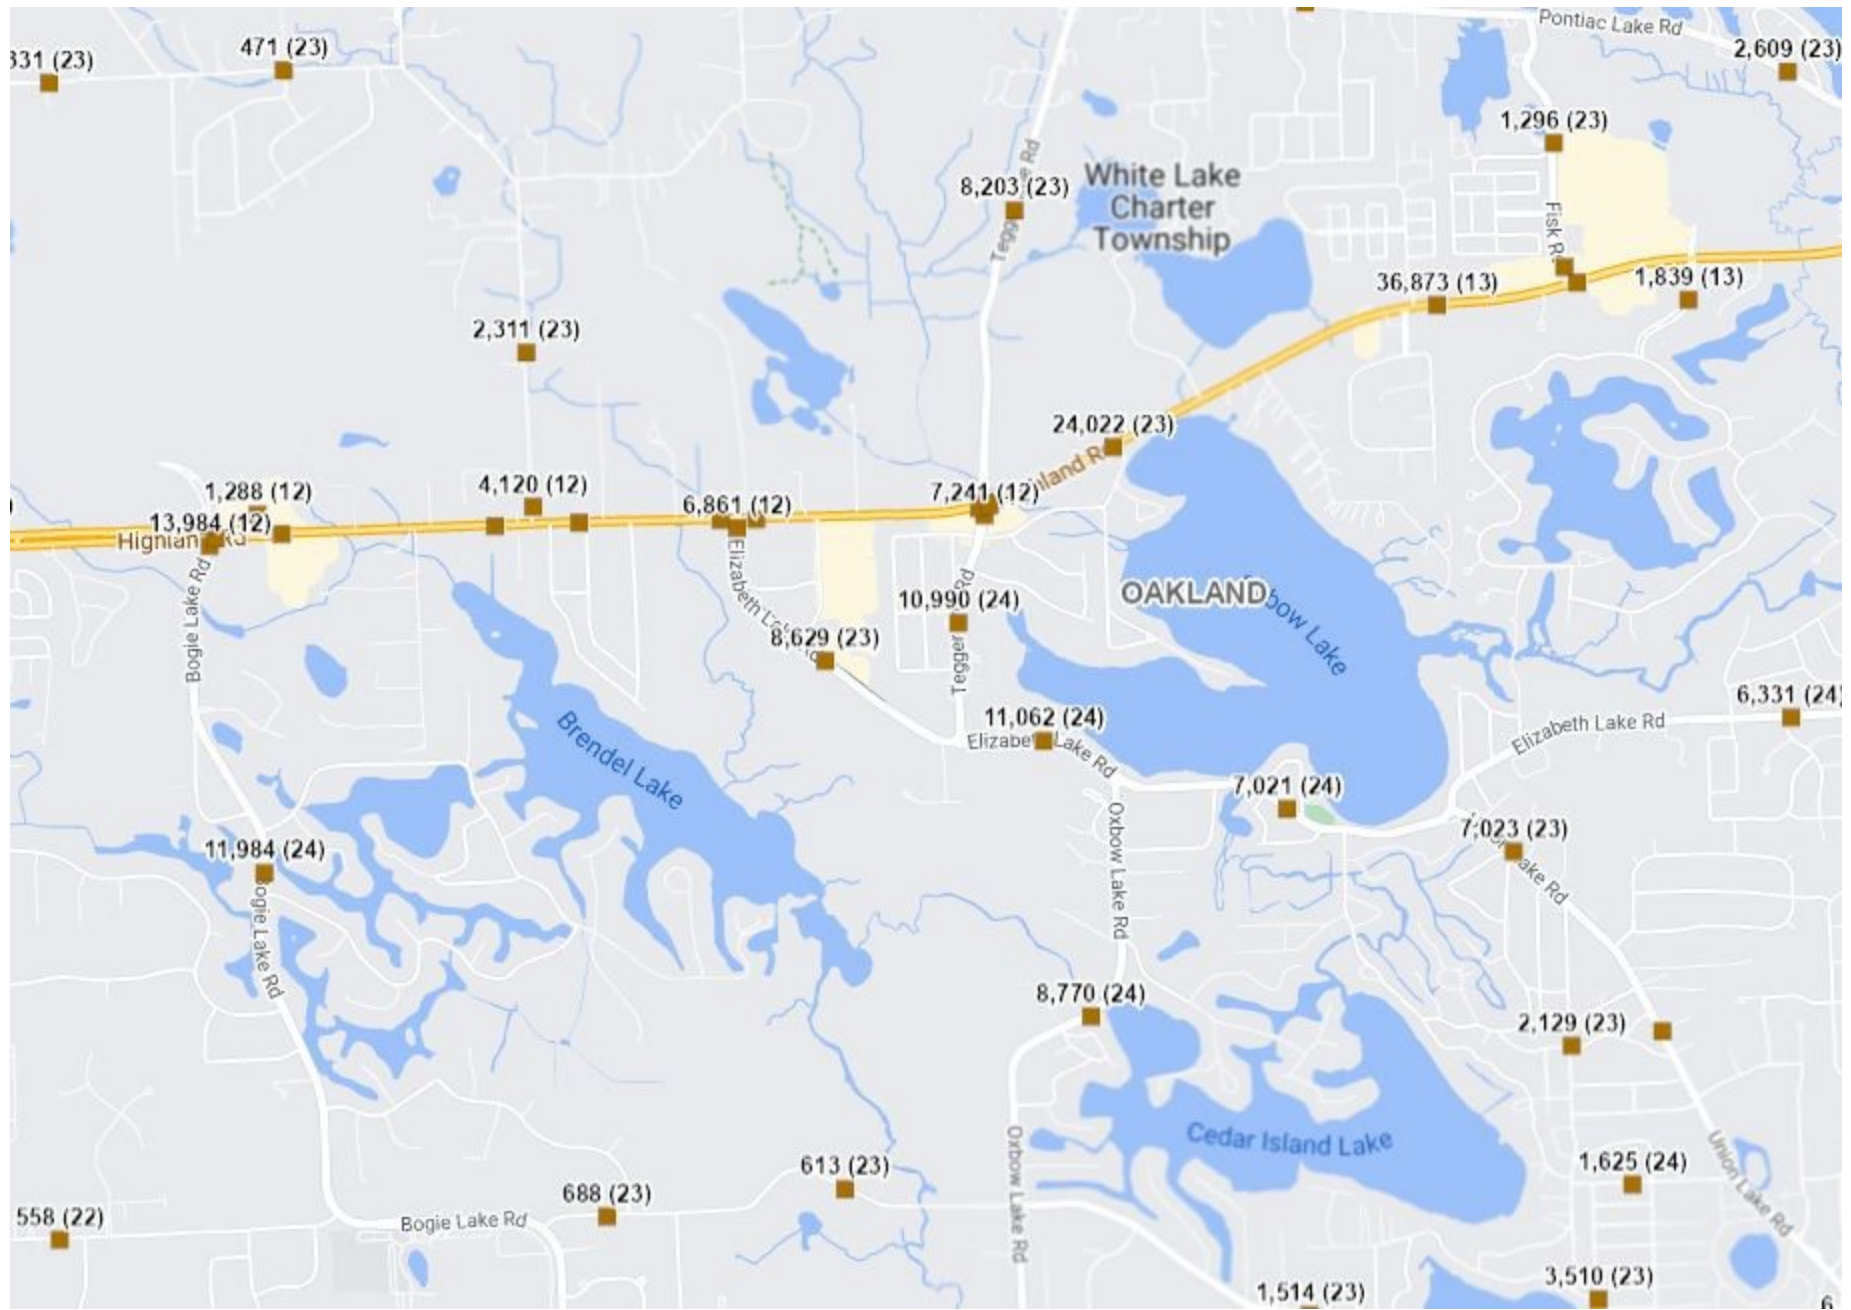 Pontiac Lake Rd
331 (23)
471 (23)
2,609 (23)
1,296 (23)
8,203 (23)
White Lake
Charter
Township
Fisk Rd
36,873 (13)
1,839 (13)
2,311 (23)
24,022 (23)
1,288 (12)
4,120 (12)
6,861 (12)
7,241 (12)
13,984 (12)
Highland Rd
Bogie Lake Rd
Elizabeth Lake Rd
10,990 (24)
OAKLAND
8,629 (23)
6,331 (24)
11,062 (24)
Elizabeth Lake Rd
Elizabeth Lake Rd
Brendel Lake
7,021 (24)
7,023 (23)
Oxbow Lake Rd
11,984 (24)
Bogie Lake Rd
8,770 (24)
2,129 (23)
Cedar Island Lake
Oxbow Lake Rd
Union Lake Rd
1,625 (24)
613 (23)
688 (23)
558 (22)
Bogie Lake Rd
1,514 (23)
3,510 (23)
6